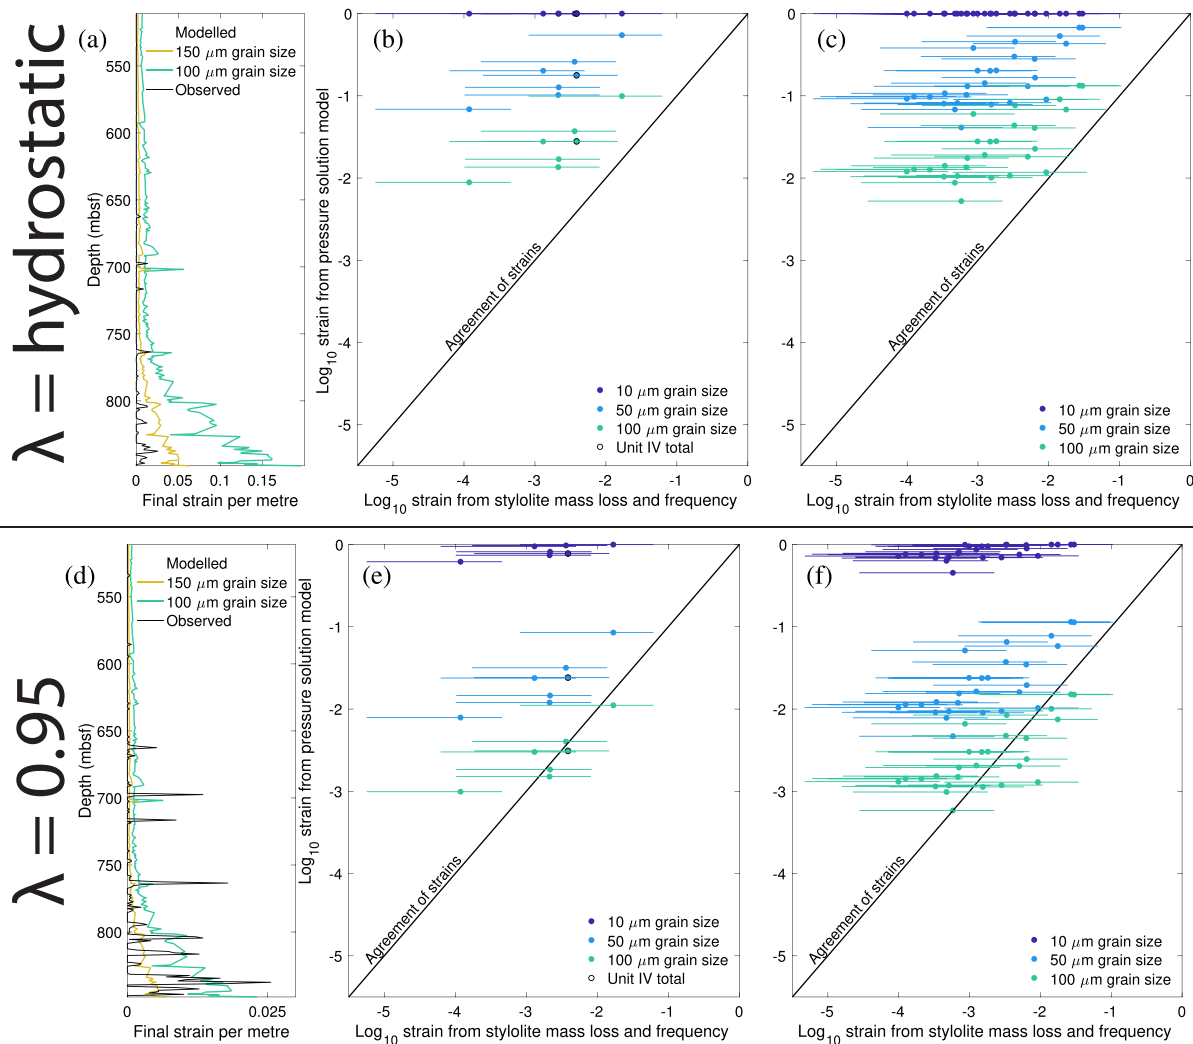 λ = hydrostatic
(a)
Modelled
150 μm grain size
100 μm grain size
Observed
550
600
650
700
750
800
Depth (mbsf)
0
0.05
0.1
0.15
Final strain per metre
(b)
0
-1
-2
-3
-4
-5
Log10 strain from pressure solution model
Agreement of strains
10 μm grain size
50 μm grain size
100 μm grain size
Unit IV total
-5
-4
-3
-2
-1
0
Log10 strain from stylolite mass loss and frequency
(c)
0
-1
-2
-3
-4
-5
Agreement of strains
10 μm grain size
50 μm grain size
100 μm grain size
-5
-4
-3
-2
-1
0
Log10 strain from stylolite mass loss and frequency
λ = 0.95
(d)
Modelled
150 μm grain size
100 μm grain size
Observed
550
600
650
700
750
800
Depth (mbsf)
0
0.025
Final strain per metre
(e)
0
-1
-2
-3
-4
-5
Log10 strain from pressure solution model
Agreement of strains
10 μm grain size
50 μm grain size
100 μm grain size
Unit IV total
-5
-4
-3
-2
-1
0
Log10 strain from stylolite mass loss and frequency
(f)
0
-1
-2
-3
-4
-5
Agreement of strains
10 μm grain size
50 μm grain size
100 μm grain size
-5
-4
-3
-2
-1
0
Log10 strain from stylolite mass loss and frequency